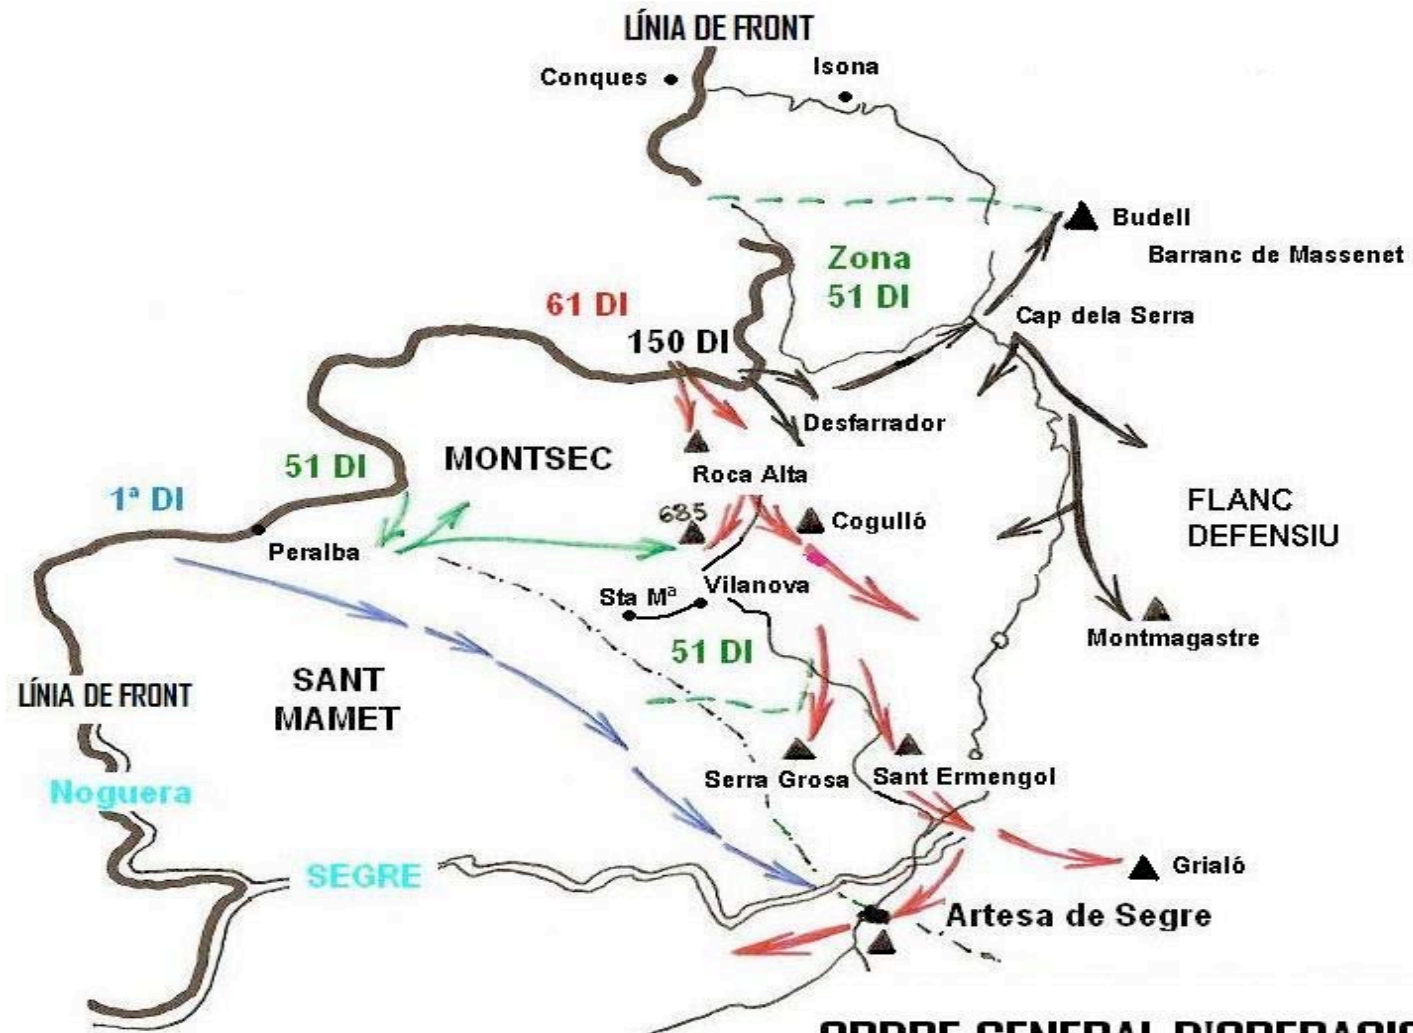 LÍNIA DE FRONT
Conques
Isona
Budell
Barranc de Massenet
Zona
51 DI
61 DI
150 DI
Cap dela Serra
Desfarrador
MONTSEC
51 DI
Roca Alta
1ª DI
685
Cogulló
FLANC
DEFENSIU
Peralba
Vilanova
Sta Mª
Montmagastre
51 DI
SANT
MAMET
LÍNIA DE FRONT
Serra Grosa
Sant Ermengol
Noguera
Grialó
SEGRE
Artesa de Segre